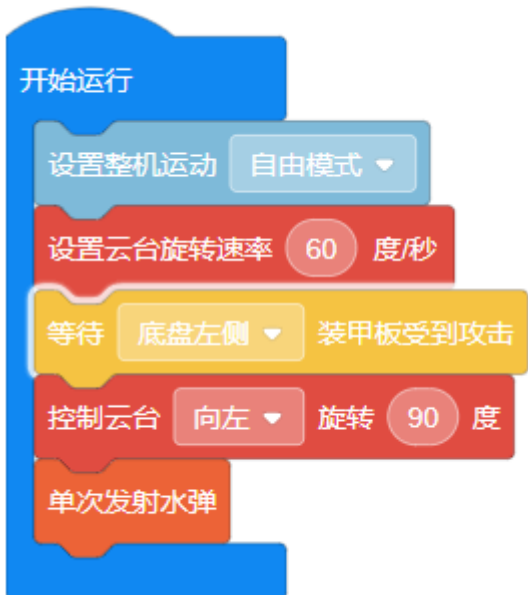 开始运行
设置整机运动 自由模式
设置云台旋转速率 60 度/秒
等待 底盘左侧 装甲板受到攻击
控制云台 向左 旋转 90 度
单次发射水弹